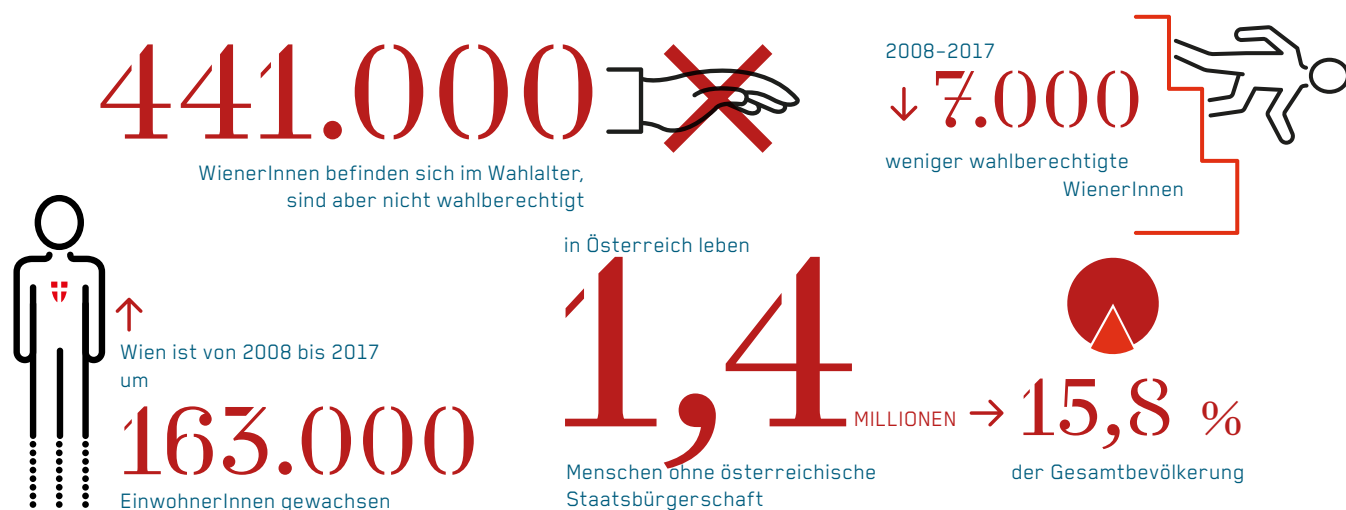 441.000
WienerInnen befinden sich im Wahlalter,
sind aber nicht wahlberechtigt
2008–2017
↓ 7.000
weniger wahlberechtigte
WienerInnen
↑
Wien ist von 2008 bis 2017
um
163.000
EinwohnerInnen gewachsen
in Österreich leben
1,4 MILLIONEN →
Menschen ohne österreichische
Staatsbürgerschaft
15,8 %
der Gesamtbevölkerung